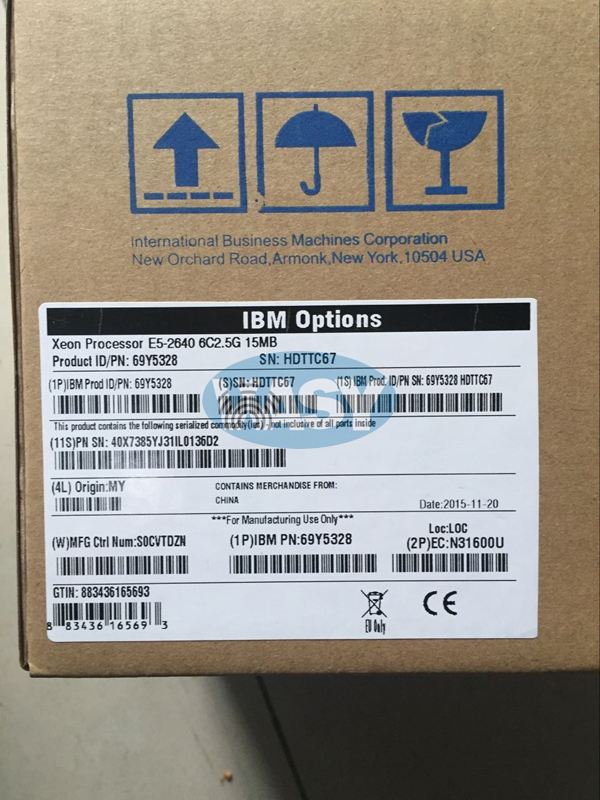 International Business Machines Corporation
New Orchard Road,Armonk,New York,10504 USA
IBM Options
Xeon Processor E5-2640 6C2.5G 15MB
Product ID/PN: 69Y5328 SN: HDTTC67
(1P)IBM Prod ID/PN: 69Y5328 (S)SN: HDTTC67 (1S) IBM Prod. ID/PN SN: 69Y5328 HDTTC67
This product contains the following serialized commodity(ies) - not inclusive of all parts inside
(11S)PN SN: 40X7385YJ31IL0136D2
(4L) Origin:MY CONTAINS MERCHANDISE FROM:
CHINA Date:2015-11-20
***For Manufacturing Use Only***
(W)MFG Ctrl Num:S0CVTDZN (1P)IBM PN:69Y5328 Loc:LOC
(2P)EC:N31600U
GTIN: 883436165693
8 83436 16569 3
EU Only
CE